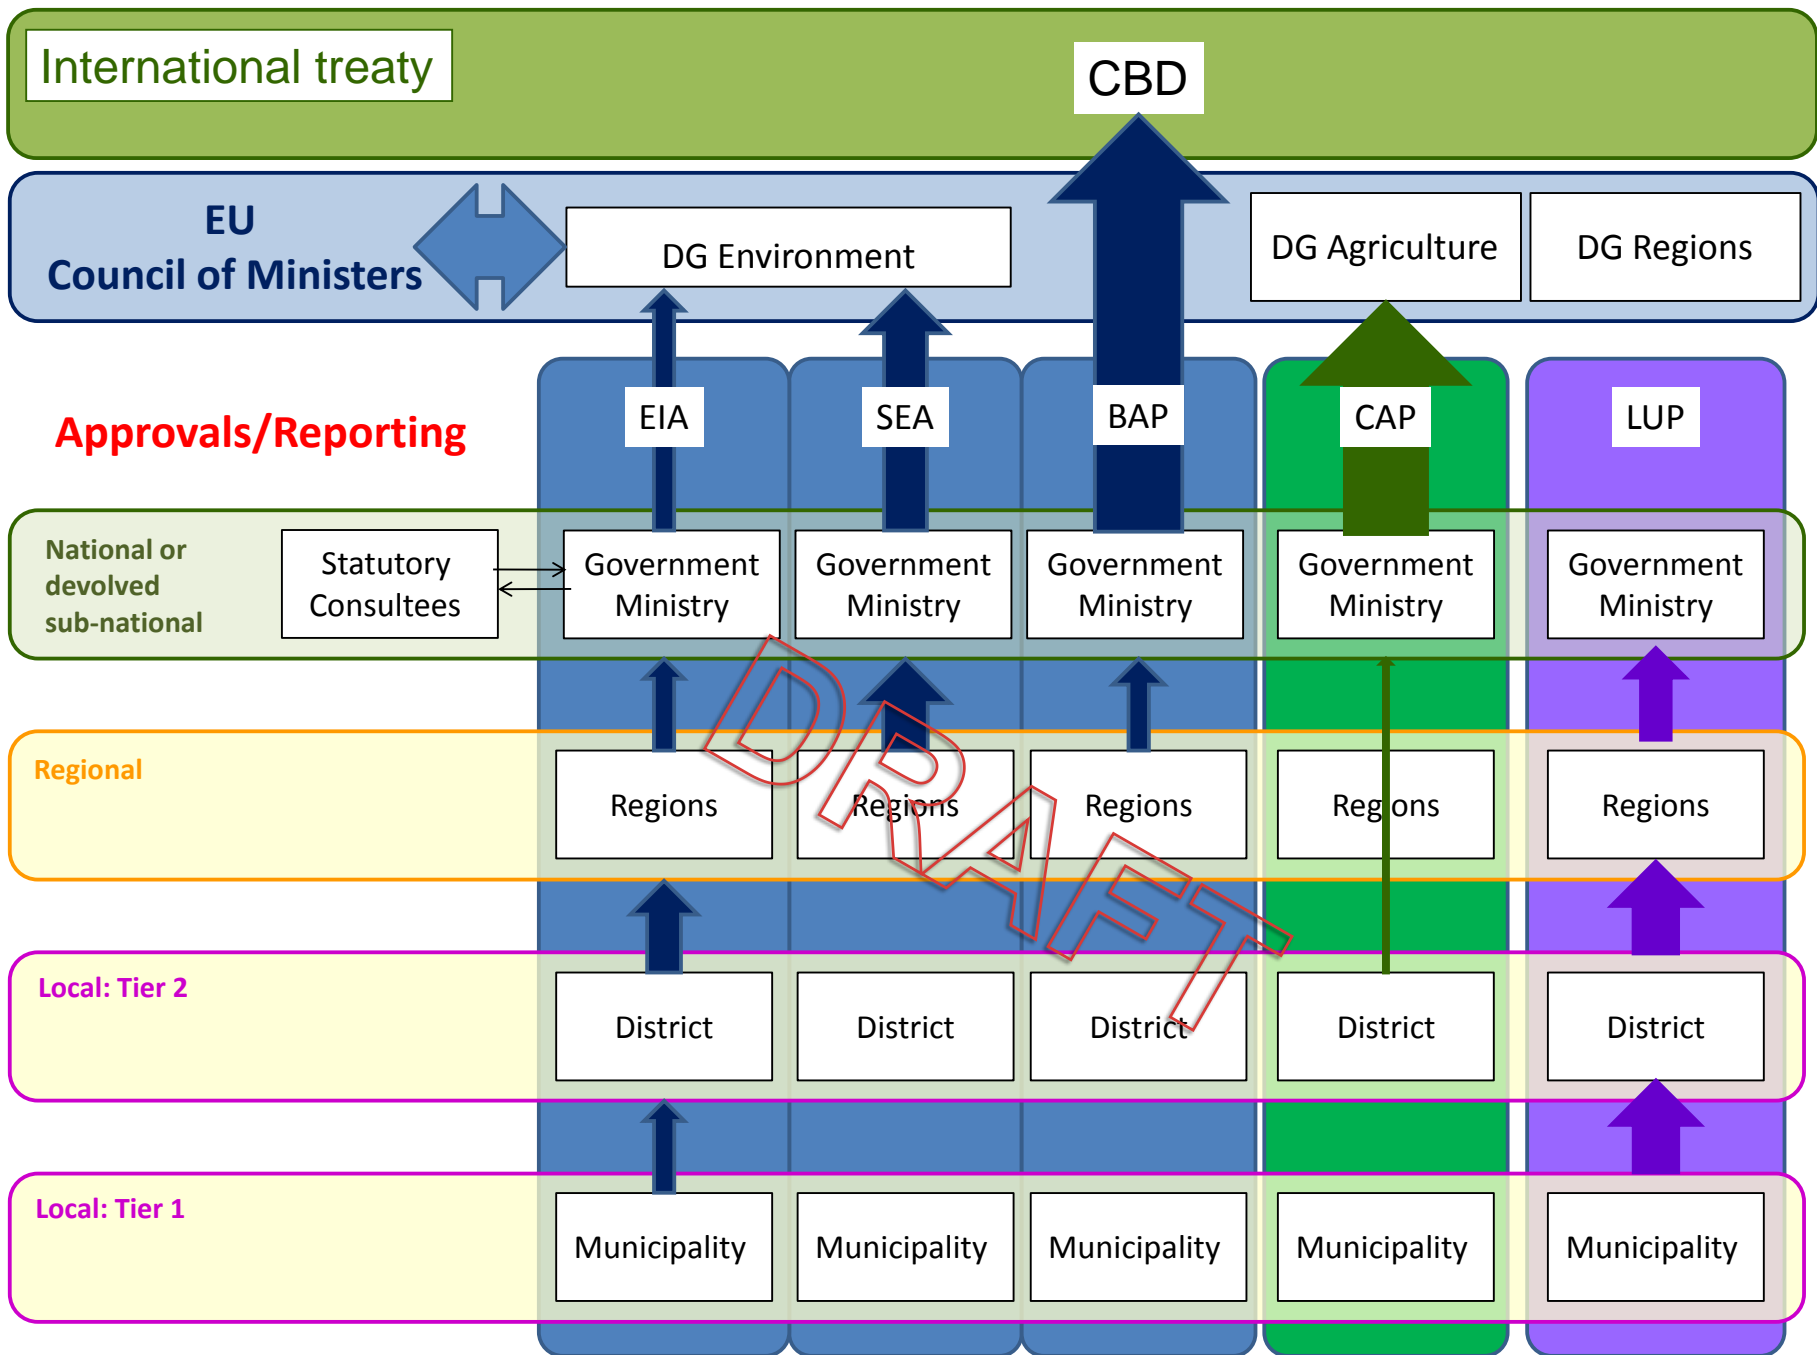 International treaty
CBD
EU
Council of Ministers
DG Environment
DG Agriculture
DG Regions
Approvals/Reporting
EIA
SEA
BAP
CAP
LUP
National or
devolved
sub-national
Statutory
Consultees
Government
Ministry
Government
Ministry
Government
Ministry
Government
Ministry
Government
Ministry
Regional
Regions
Regions
Regions
Regions
Regions
DRAFT
Local: Tier 2
District
District
District
District
District
Local: Tier 1
Municipality
Municipality
Municipality
Municipality
Municipality